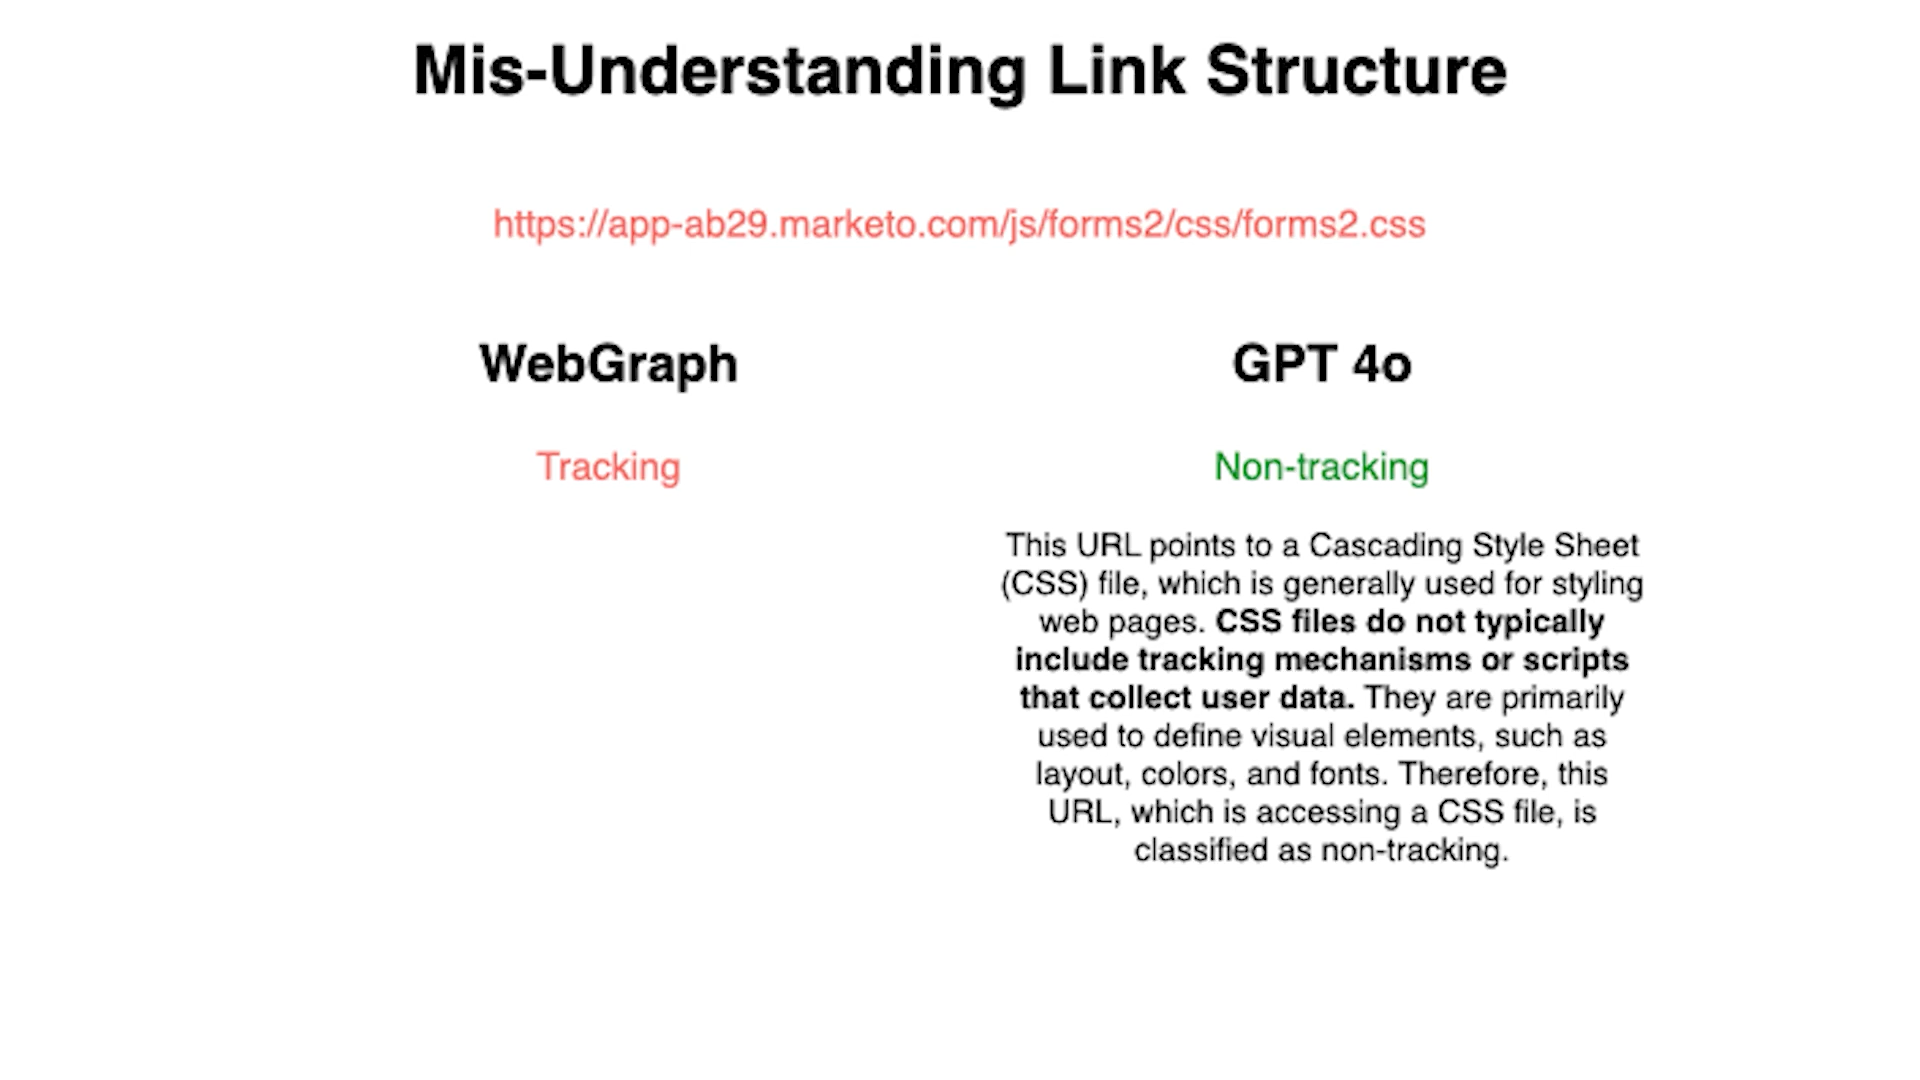 Mis-Understanding Link Structure
https://app-ab29.marketo.com/js/forms2/css/forms2.css
WebGraph
GPT 4o
Tracking
Non-tracking
This URL points to a Cascading Style Sheet
(CSS) file, which is generally used for styling
web pages. CSS files do not typically
include tracking mechanisms or scripts
that collect user data. They are primarily
used to define visual elements, such as
layout, colors, and fonts. Therefore, this
URL, which is accessing a CSS file, is
classified as non-tracking.